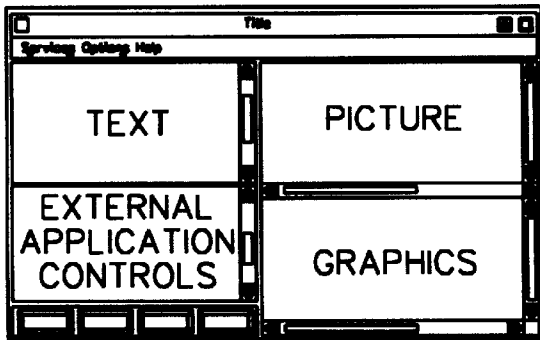 Title
Services Options Help
TEXT
PICTURE
EXTERNAL
APPLICATION
CONTROLS
GRAPHICS